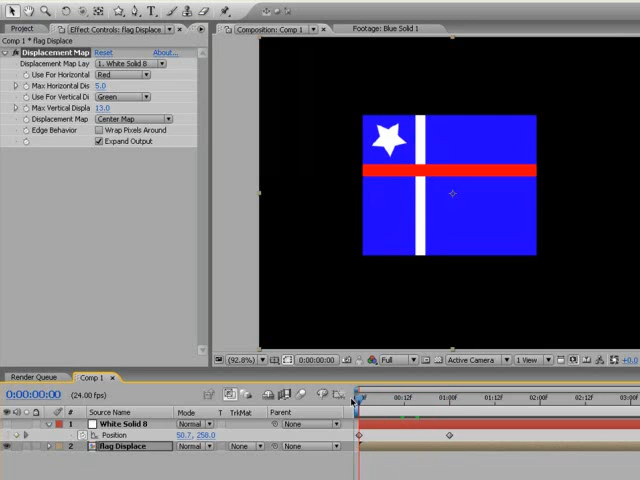 Project
Effect Controls: flag Displace
Composition: Comp 1
Footage: Blue Solid 1
Comp 1 * flag Displace
fx Displacement Map Reset About...
Displacement Map Lay 1. White Solid 8
Use For Horizontal Red
Max Horizontal Dis 5.0
Use For Vertical Di Green
Max Vertical Displa 13.0
Displacement Map Center Map
Edge Behavior Wrap Pixels Around
Expand Output
(92.8%) 0:00:00:00 Full Active Camera 1 View +0.0
Render Queue Comp 1
0:00:00:00 (24.00 fps) 00:12f 01:00f 01:12f 02:00f 02:12f 03:0
# Source Name Mode T TrkMat Parent
1 White Solid 8 Normal None
Position 50.7, 258.0
2 flag Displace Normal None None